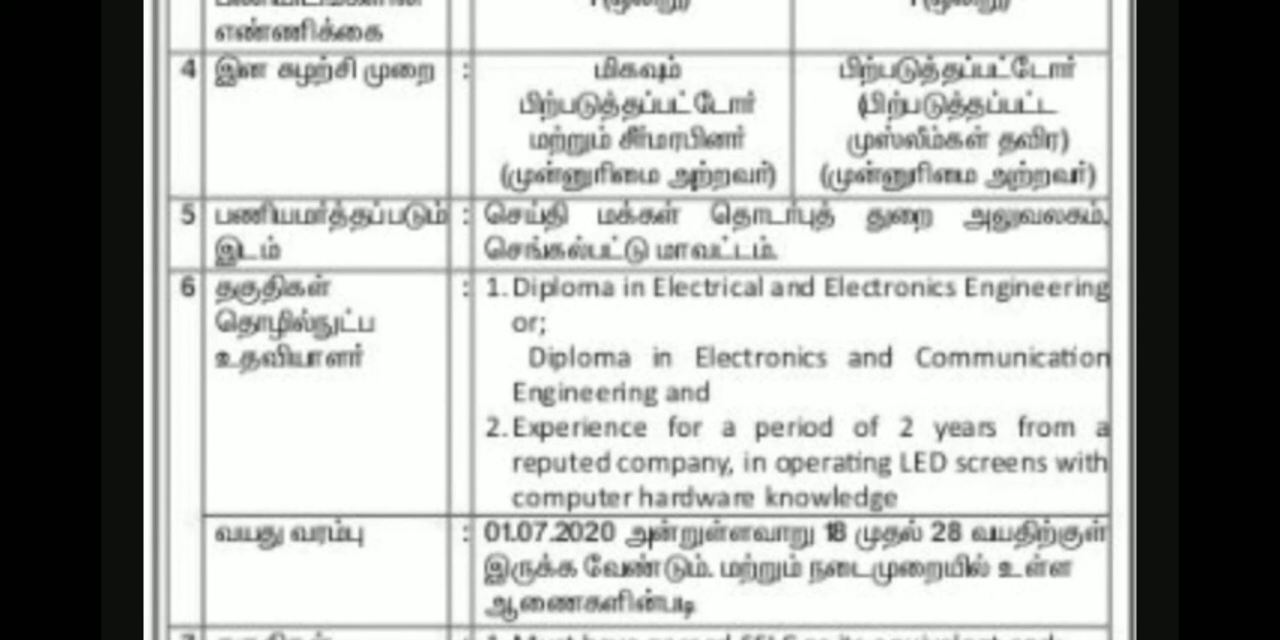 எண்ணிக்கை
4 இன சுழற்சி முறை : மிகவும் பிற்படுத்தப்பட்டோர்
பிற்படுத்தப்பட்டோர் (பிற்படுத்தப்பட்ட
மற்றும் சீர்மரபினர் முஸ்லீம்கள் தவிர)
(முன்னுரிமை அற்றவர்) (முன்னுரிமை அற்றவர்)
5 பணியமர்த்தப்படும் : செய்தி மக்கள் தொடர்புத் துறை அலுவலகம்,
இடம் செங்கல்பட்டு மாவட்டம்.
6 தகுதிகள் : 1. Diploma in Electrical and Electronics Engineering
தொழில்நுட்ப or;
உதவியாளர் Diploma in Electronics and Communication
Engineering and
2. Experience for a period of 2 years from a
reputed company, in operating LED screens with
computer hardware knowledge
வயது வரம்பு : 01.07.2020 அன்றுள்ளவாறு 18 முதல் 28 வயதிற்குள்
இருக்க வேண்டும். மற்றும் நடைமுறையில் உள்ள
ஆணைகளின்படி